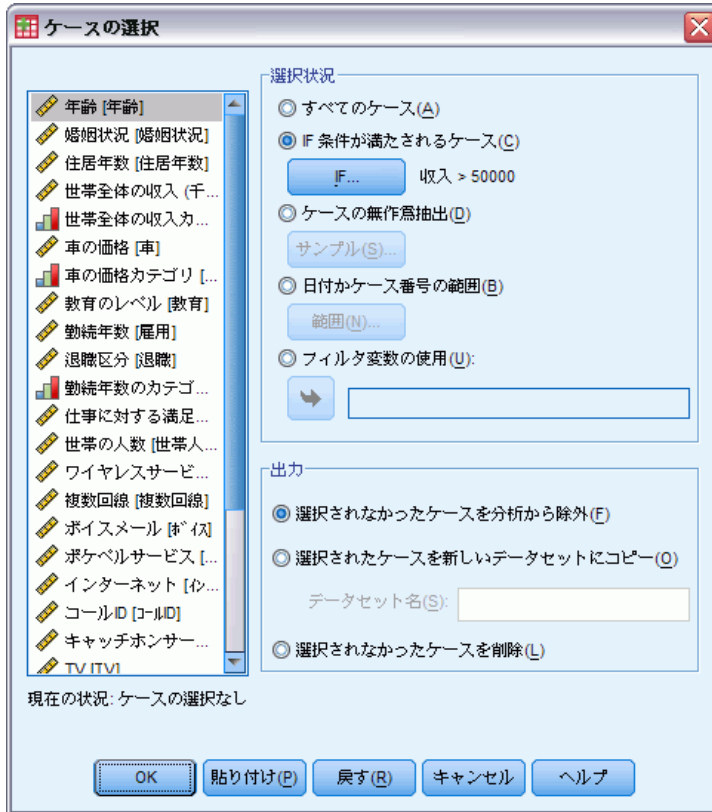 ケースの選択
年齢 [年齢]
婚姻状況 [婚姻状況]
住居年数 [住居年数]
世帯全体の収入 (千...
世帯全体の収入カ...
車の価格 [車]
車の価格カテゴリ [...
教育のレベル [教育]
勤続年数 [雇用]
退職区分 [退職]
勤続年数のカテゴ...
仕事に対する満足...
世帯の人数 [世帯人...
ワイヤレスサービ...
複数回線 [複数回線]
ボイスメール [ボイス]
ポケベルサービス [...
インターネット [イン...
コールID [コールID]
キャッチホンサー...
TV [TV]
現在の状況: ケースの選択なし
選択状況
すべてのケース(A)
IF 条件が満たされるケース(C)
IF... 収入 > 50000
ケースの無作為抽出(D)
サンプル(S)...
日付かケース番号の範囲(B)
範囲(N)...
フィルタ変数の使用(U):
出力
選択されなかったケースを分析から除外(F)
選択されたケースを新しいデータセットにコピー(O)
データセット名(S):
選択されなかったケースを削除(L)
OK 貼り付け(P) 戻す(R) キャンセル ヘルプ